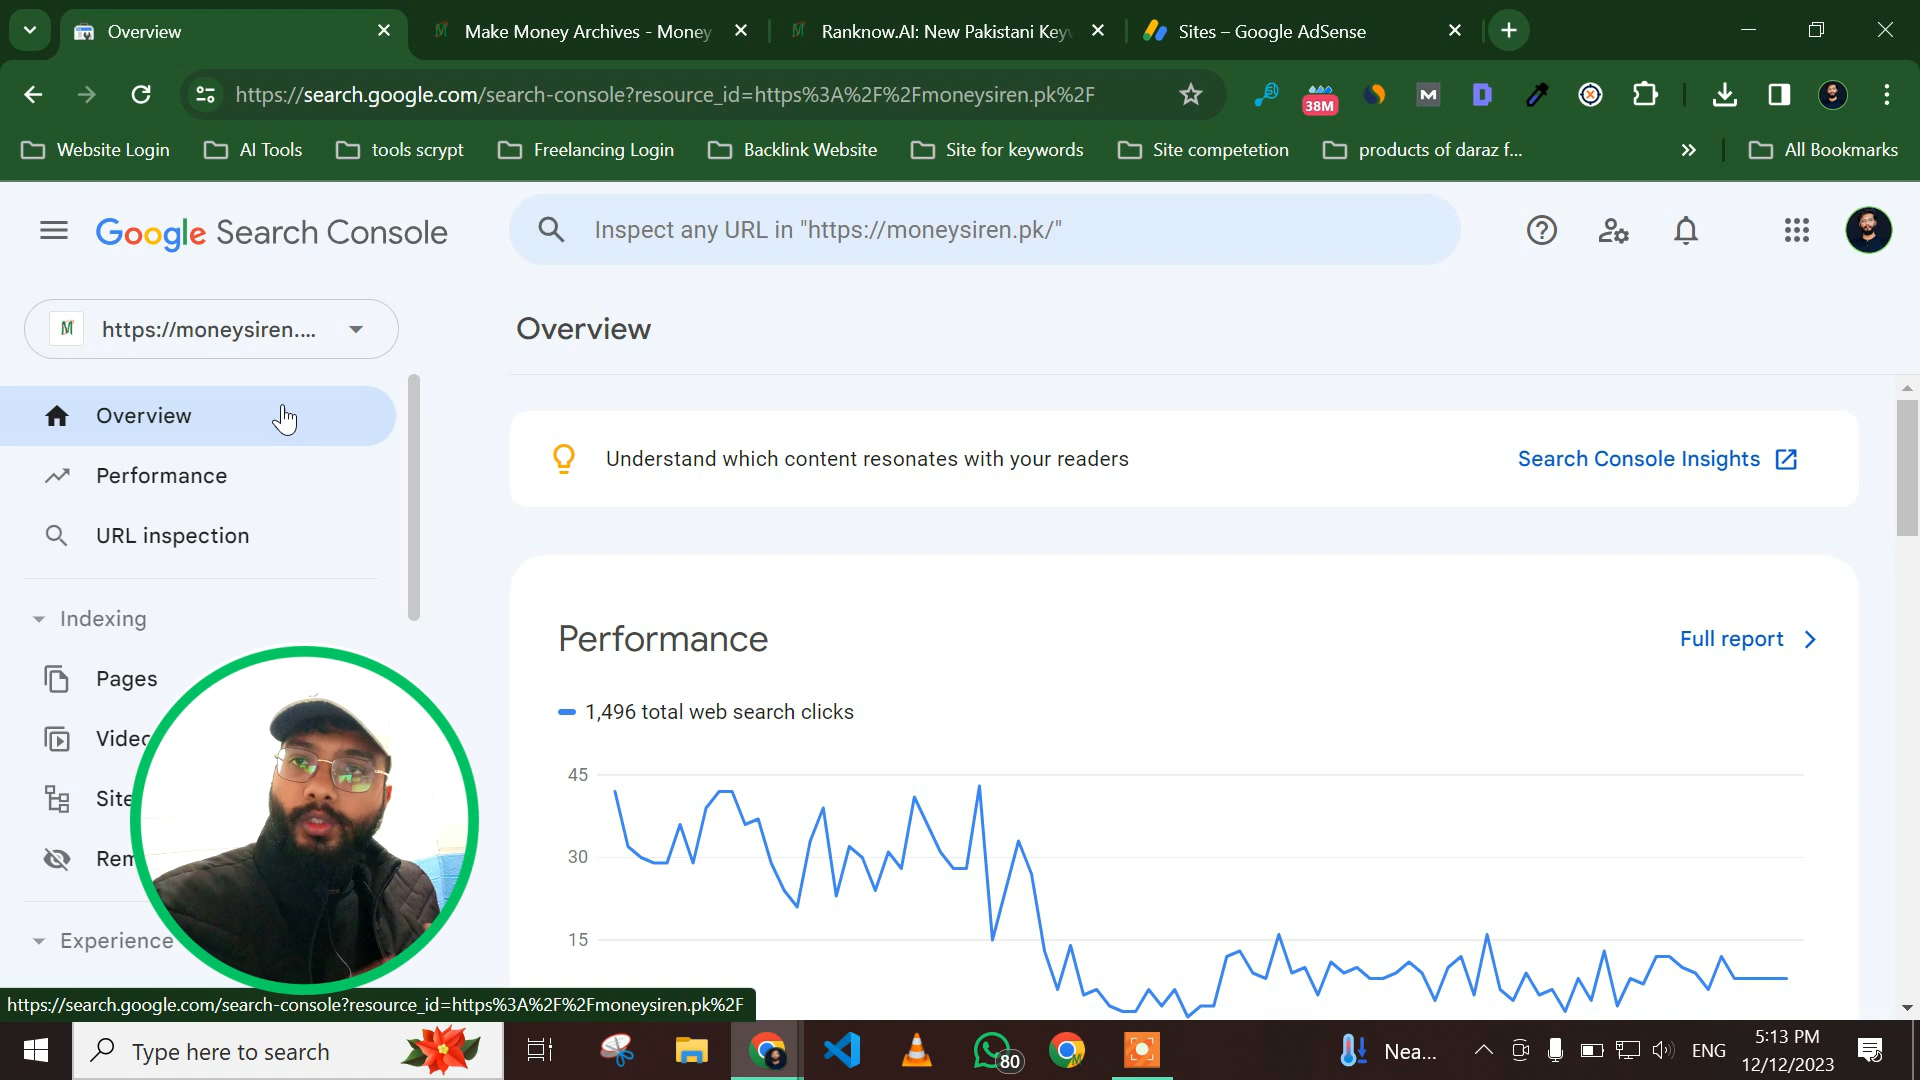 Overview
Make Money Archives - Money
Ranknow.AI: New Pakistani Keyw
Sites – Google AdSense
https://search.google.com/search-console?resource_id=https%3A%2F%2Fmoneysiren.pk%2F
38M
Website Login
AI Tools
tools scrypt
Freelancing Login
Backlink Website
Site for keywords
Site competetion
products of daraz f...
All Bookmarks
Google Search Console
Inspect any URL in "https://moneysiren.pk/"
https://moneysiren....
Overview
Overview
Performance
URL inspection
Understand which content resonates with your readers
Search Console Insights
Indexing
Pages
Video
Site
Rem
Experience
Performance
Full report
1,496 total web search clicks
45
30
15
https://search.google.com/search-console?resource_id=https%3A%2F%2Fmoneysiren.pk%2F
Type here to search
80
Nea...
ENG
5:13 PM
12/12/2023